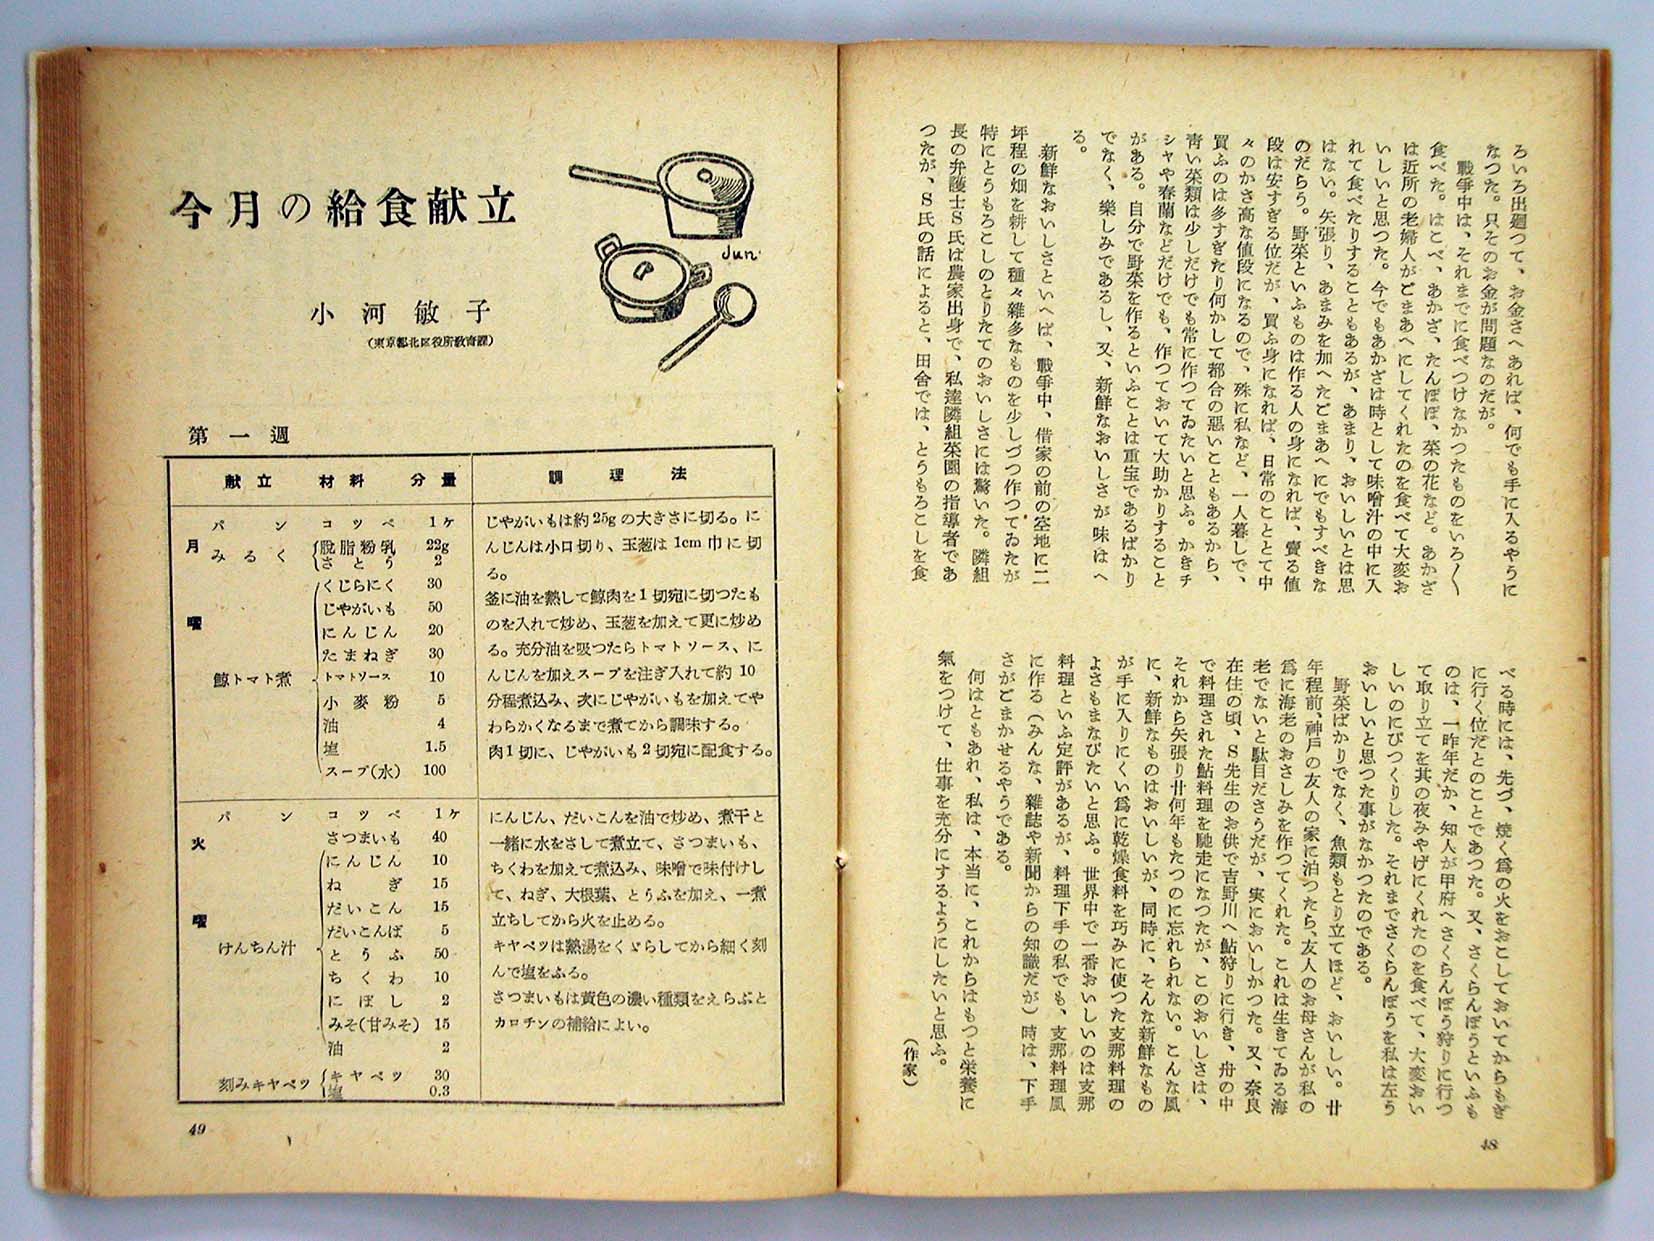 ろいろ出廻つて、お金さへあれば、何でも手に入るやうに
なつた。只そのお金が問題なのだが。
戰爭中は、それまでに食べつけなかつたものをいろ〱
食べた。はこべ、あかざ、たんぽぽ、菜の花など。あかざ
は近所の老婦人がごまあへにしてくれたのを食べて大変お
いしいと思つた。今でもあかざは時として味噌汁の中に入
れて食べたりすることもあるが、あまり、おいしいとは思
はない。矢張り、あまみを加へたごまあへにでもすべきな
のだらう。野菜といふものは作る人の身になれば、賣る値
段は安すぎる位だが、買ふ身になれば、日常のこととて中
々のかさ高な値段になるので、殊に私など、一人暮しで、
買ふのは多すぎたり何かして都合の惡いこともあるから、
靑い菜類は少しだけでも常に作つてゐたいと思ふ。かきチ
シャや春蘭などだけでも、作つておいて大助かりすること
がある。自分で野菜を作るといふことは重宝であるばかり
でなく、樂しみであるし、又、新鮮なおいしさが味はへ
る。
新鮮なおいしさといへば、戰爭中、借家の前の空地に二
坪程の畑を耕して種々雜多なものを少しづつ作つてゐたが
特にとうもろこしのとりたてのおいしさには驚いた。隣組
長の弁護士S氏は農家出身で、私達隣組菜園の指導者であ
つたが、S氏の話によると、田舍では、とうもろこしを食
べる時には、先づ、焼く爲の火をおこしておいてからもぎ
に行く位だとのことであつた。又、さくらんぼうといふも
のは、一昨年だか、知人が甲府へさくらんぼう狩りに行つ
て取り立てを其の夜みやげにくれたのを食べて、大変おい
しいのにびつくりした。それまでさくらんぼうを私は左う
おいしいと思つた事がなかつたのである。
野菜ばかりでなく、魚類もとり立てほど、おいしい。廿
年程前、神戸の友人の家に泊つたら、友人のお母さんが私の
爲に海老のおさしみを作つてくれた。これは生きてゐる海
老でないと駄目ださうだが、実においしかつた。又、奈良
在住の頃、S先生のお供で吉野川へ鮎狩りに行き、舟の中
で料理された鮎料理を馳走になつたが、このおいしさは、
それから矢張り廿何年もたつのに忘れられない。こんな風
に、新鮮なものはおいしいが、同時に、そんな新鮮なもの
が手に入りにくい爲に乾燥食料を巧みに使つた支那料理の
よさもまなびたいと思ふ。世界中で一番おいしいのは支那
料理といふ定評があるが、料理下手の私でも、支那料理風
に作る（みんな、雜誌や新聞からの知識だが）時は、下手
さがごまかせるやうである。
何はともあれ、私は、本当に、これからはもつと栄養に
氣をつけて、仕事を充分にするようにしたいと思ふ。
（作家）
48
今月の給食献立
Jun
小河敏子
（東京都北区役所教育課）
第一週
献立 材料 分量 調理法
月曜
パン コツペ 1ケ
みるく 脱脂粉乳 22g
さとう 2
鯨トマト煮 くじらにく 30
じやがいも 50
にんじん 20
たまねぎ 30
トマトソース 10
小麥粉 5
油 4
塩 1.5
スープ(水) 100
じやがいもは約25gの大きさに切る。に
んじんは小口切り、玉葱は1cm巾に切
る。
釜に油を熱して鯨肉を1切宛に切つたも
のを入れて炒め、玉葱を加えて更に炒め
る。充分油を吸つたらトマトソース、に
んじんを加えスープを注ぎ入れて約10
分程煮込み、次にじやがいもを加えてや
わらかくなるまで煮てから調味する。
肉1切に、じやがいも2切宛に配食する。
火曜
パン コツペ 1ケ
さつまいも 40
けんちん汁 にんじん 10
ねぎ 15
だいこん 15
だいこんば 5
とうふ 50
ちくわ 10
にぼし 2
みそ(甘みそ) 15
油 2
刻みキヤベツ キヤベツ 30
塩 0.3
にんじん、だいこんを油で炒め、煮干と
一緒に水をさして煮立て、さつまいも、
ちくわを加えて煮込み、味噌で味付けし
て、ねぎ、大根葉、とうふを加え、一煮
立ちしてから火を止める。
キヤベツは熱湯をくゞらしてから細く刻
んで塩をふる。
さつまいもは黄色の濃い種類をえらぶと
カロチンの補給によい。
49